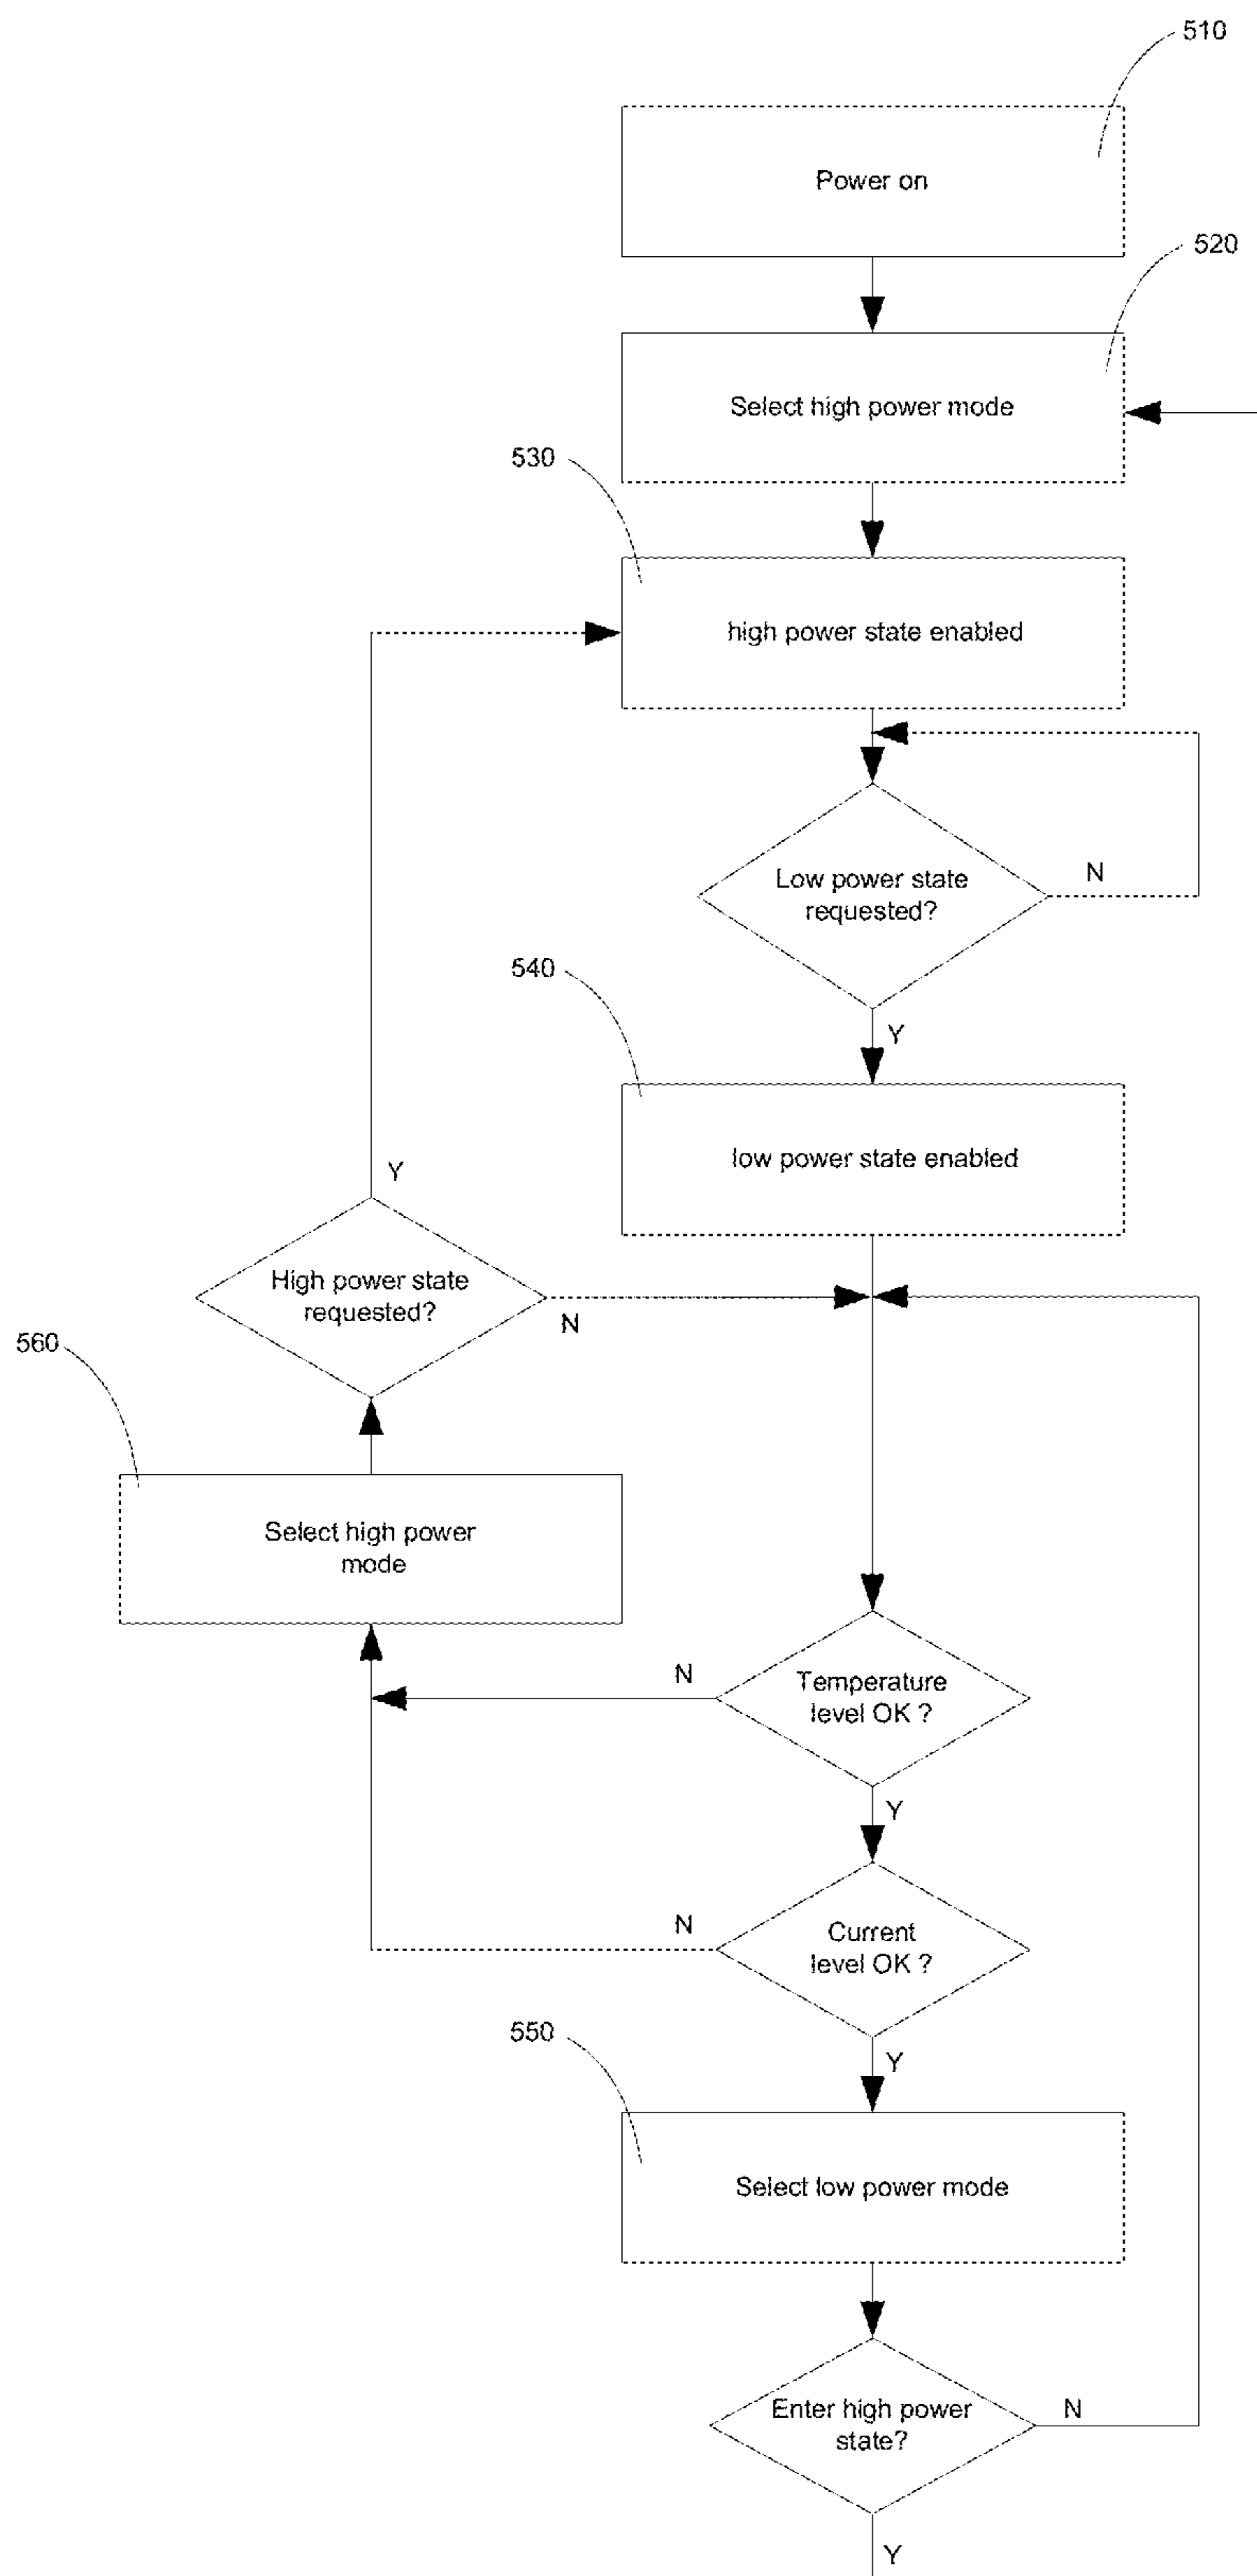 510
Power on
520
Select high power mode
530
high power state enabled
Low power state
requested?
N
540
Y
low power state enabled
Y
High power state
requested?
N
560
Select high power
mode
N
Temperature
level OK ?
Y
N
Current
level OK ?
550
Y
Select low power mode
Enter high power
state?
N
Y